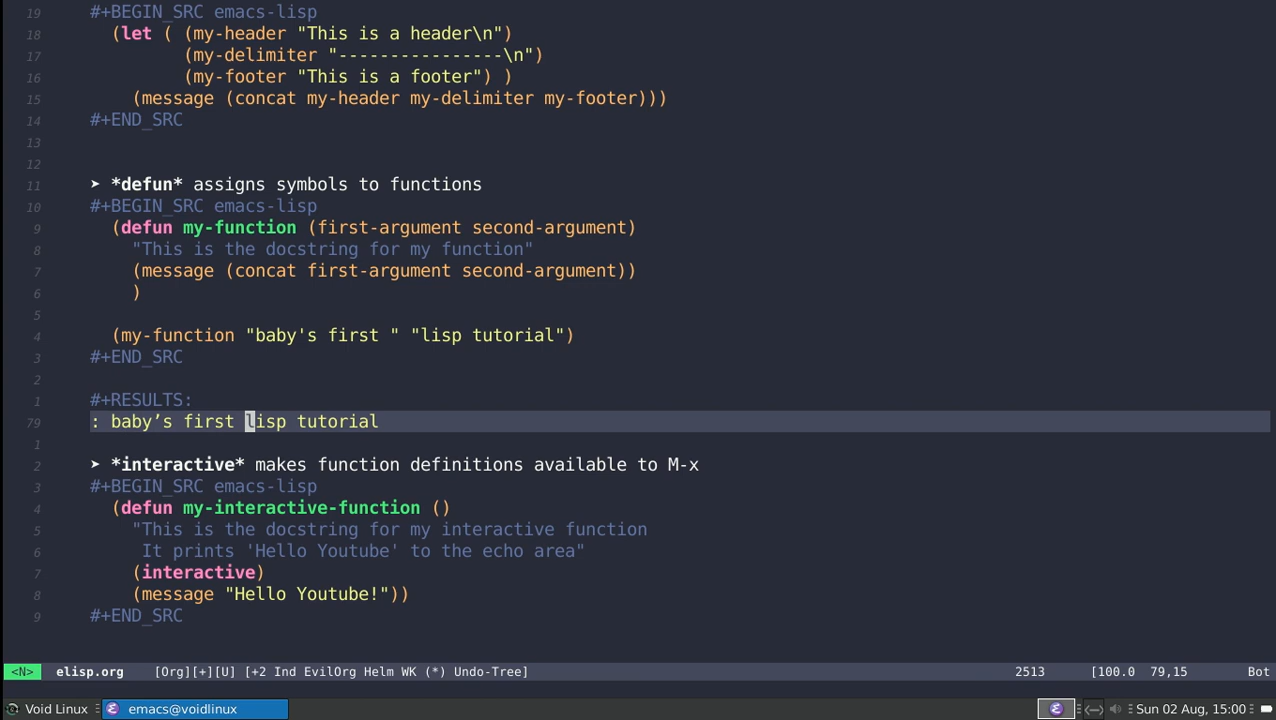 19 #+BEGIN_SRC emacs-lisp
18 (let ( (my-header "This is a header\n")
17 (my-delimiter "----------------\n")
16 (my-footer "This is a footer") )
15 (message (concat my-header my-delimiter my-footer)))
14 #+END_SRC
13
12
11 ➤ *defun* assigns symbols to functions
10 #+BEGIN_SRC emacs-lisp
9 (defun my-function (first-argument second-argument)
8 "This is the docstring for my function"
7 (message (concat first-argument second-argument))
6 )
5
4 (my-function "baby's first " "lisp tutorial")
3 #+END_SRC
2
1 #+RESULTS:
79 : baby’s first lisp tutorial
1
2 ➤ *interactive* makes function definitions available to M-x
3 #+BEGIN_SRC emacs-lisp
4 (defun my-interactive-function ()
5 "This is the docstring for my interactive function
6 It prints 'Hello Youtube' to the echo area"
7 (interactive)
8 (message "Hello Youtube!"))
9 #+END_SRC
<N> elisp.org [Org][+][U] [+2 Ind EvilOrg Helm WK (*) Undo-Tree] 2513 [100.0 79,15 Bot
Void Linux emacs@voidlinux Sun 02 Aug, 15:00